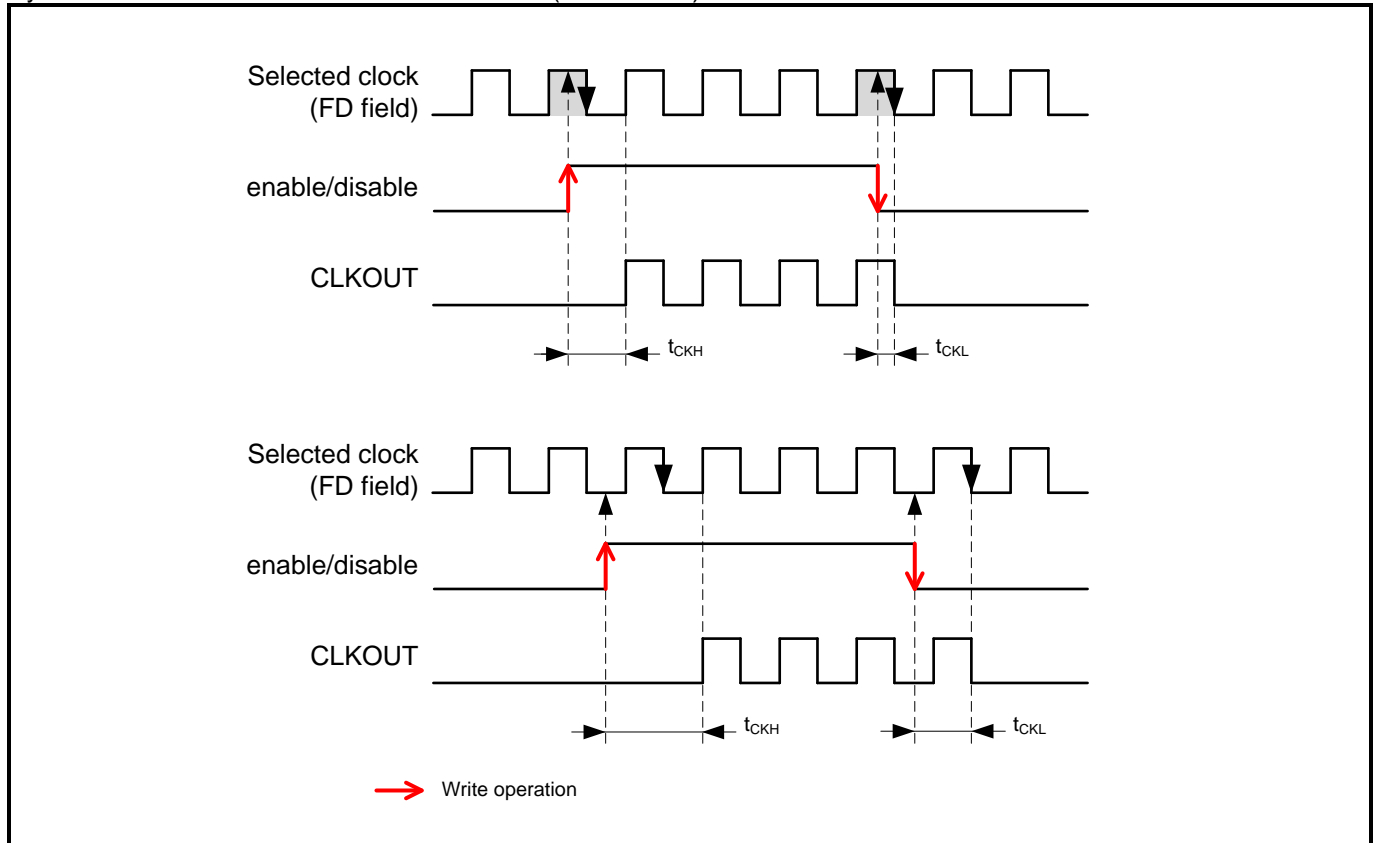 Selected clock
(FD field)
enable/disable
CLKOUT
tCKH
tCKL
Selected clock
(FD field)
enable/disable
CLKOUT
tCKH
tCKL
Write operation